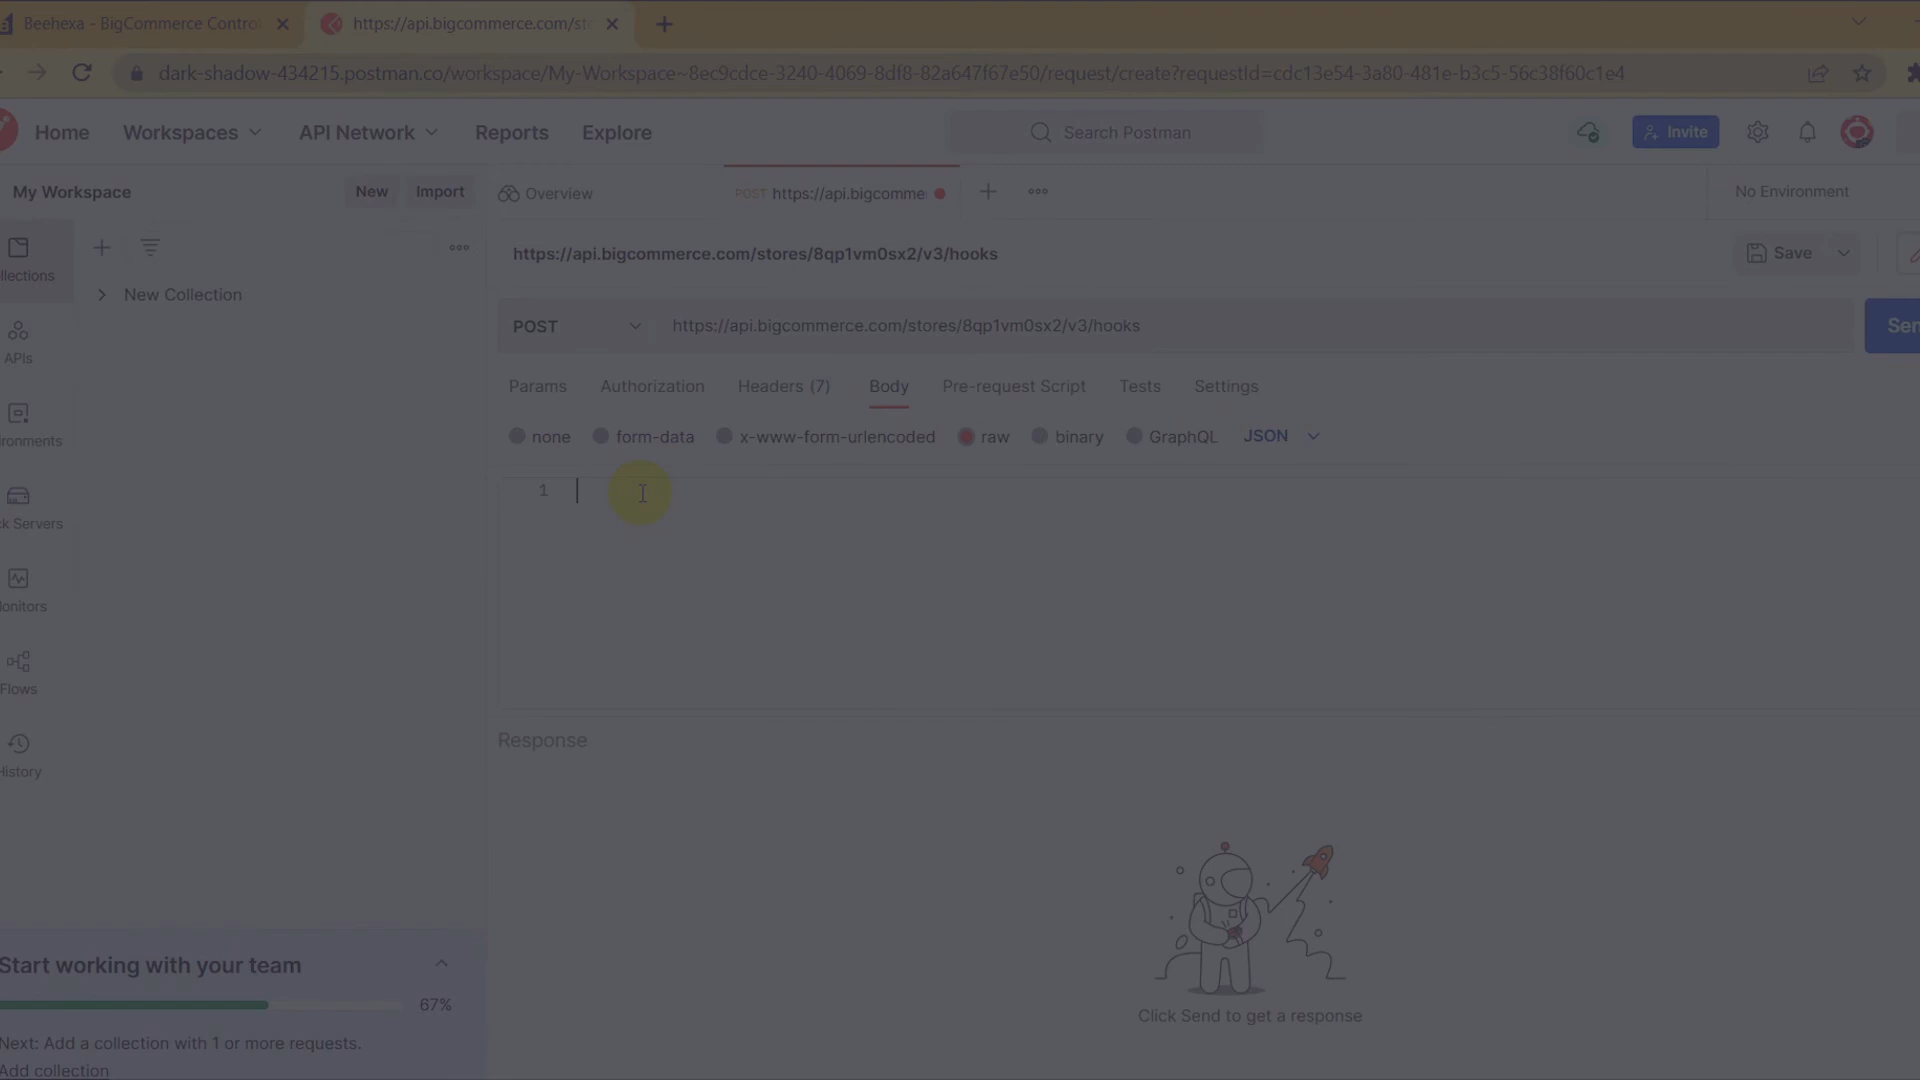 Beehexa - BigCommerce Control
https://api.bigcommerce.com/st
dark-shadow-434215.postman.co/workspace/My-Workspace~8ec9cdce-3240-4069-8df8-82a647f67e50/request/create?requestId=cdc13e54-3a80-481e-b3c5-56c38f60c1e4
Home Workspaces API Network Reports Explore Search Postman Invite
My Workspace New Import Overview POST https://api.bigcomme No Environment
https://api.bigcommerce.com/stores/8qp1vm0sx2/v3/hooks Save
llections
New Collection
POST https://api.bigcommerce.com/stores/8qp1vm0sx2/v3/hooks Sen
APIs
Params Authorization Headers (7) Body Pre-request Script Tests Settings
ironments
none form-data x-www-form-urlencoded raw binary GraphQL JSON
1
ck Servers
onitors
Flows
Response
History
Start working with your team
67%
Click Send to get a response
Next: Add a collection with 1 or more requests.
Add collection